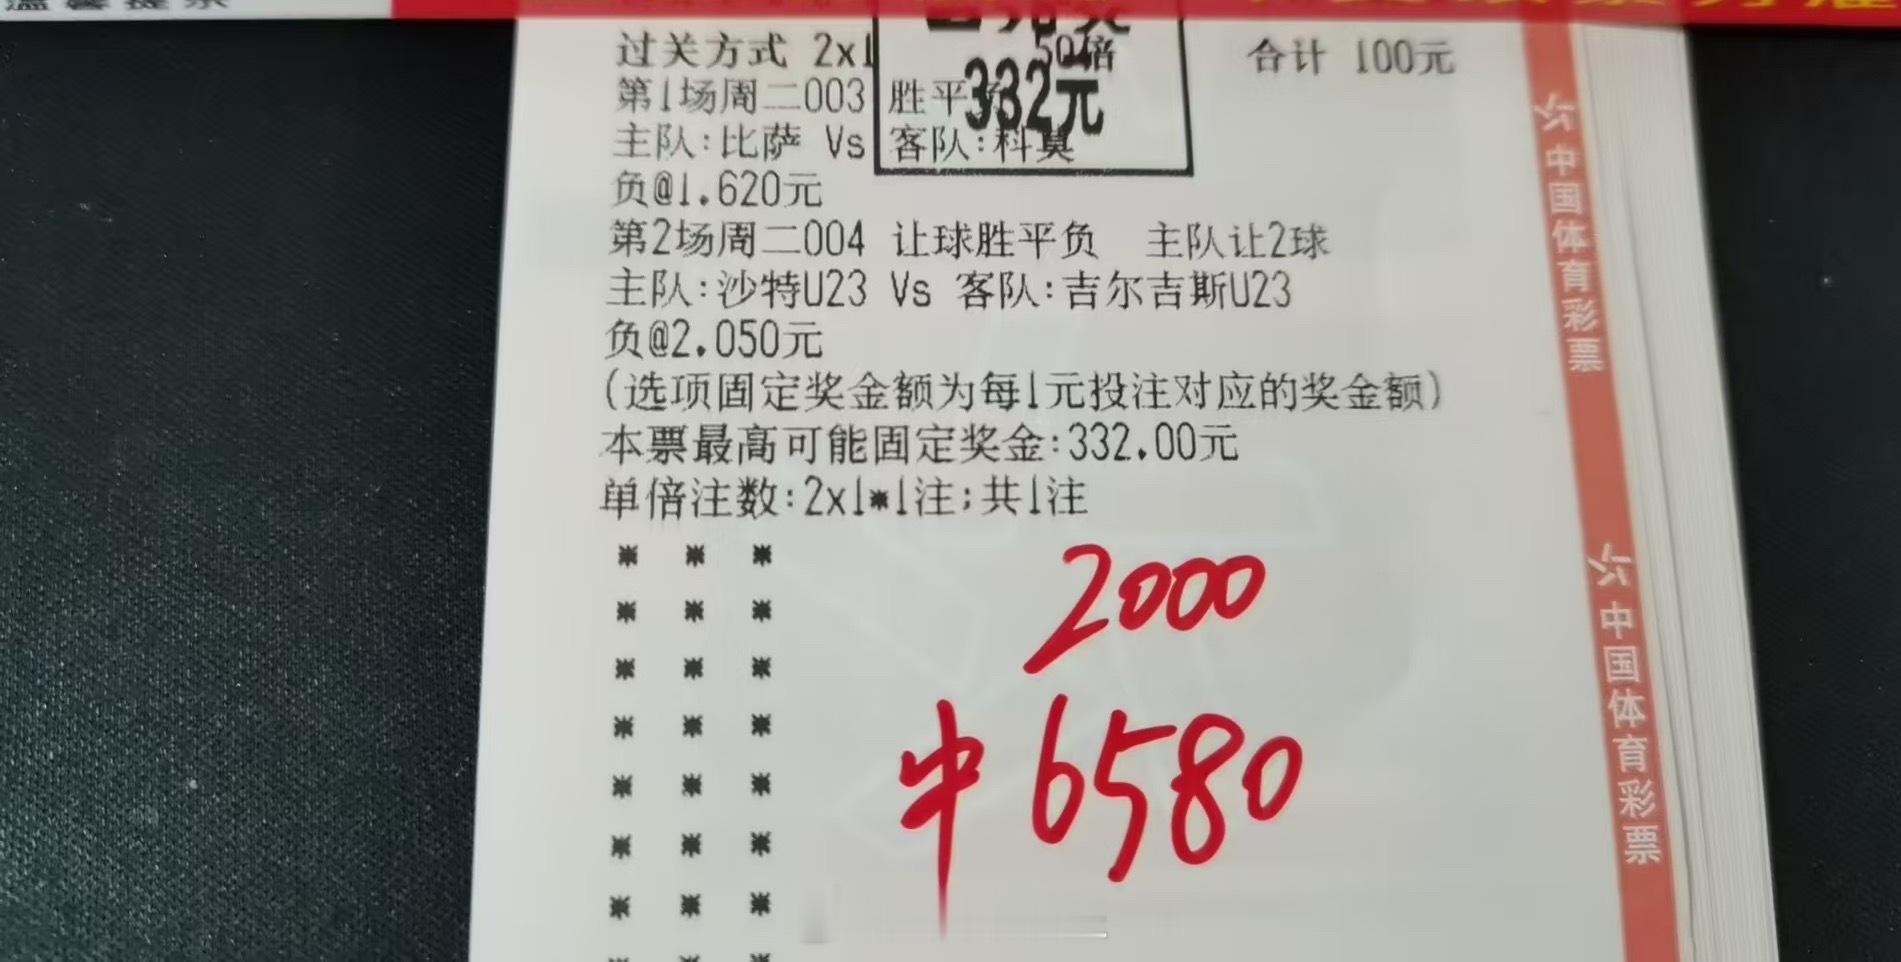 温馨提示
过关方式 2x1 50倍 合计 100元
332元
第1场周二003 胜平负
主队:比萨 Vs 客队:科莫
负@1.620元
第2场周二004 让球胜平负 主队让2球
主队:沙特U23 Vs 客队:吉尔吉斯U23
负@2.050元
(选项固定奖金额为每1元投注对应的奖金额)
本票最高可能固定奖金:332.00元
单倍注数:2x1*1注;共1注
2000
中6580
中国体育彩票
中国体育彩票